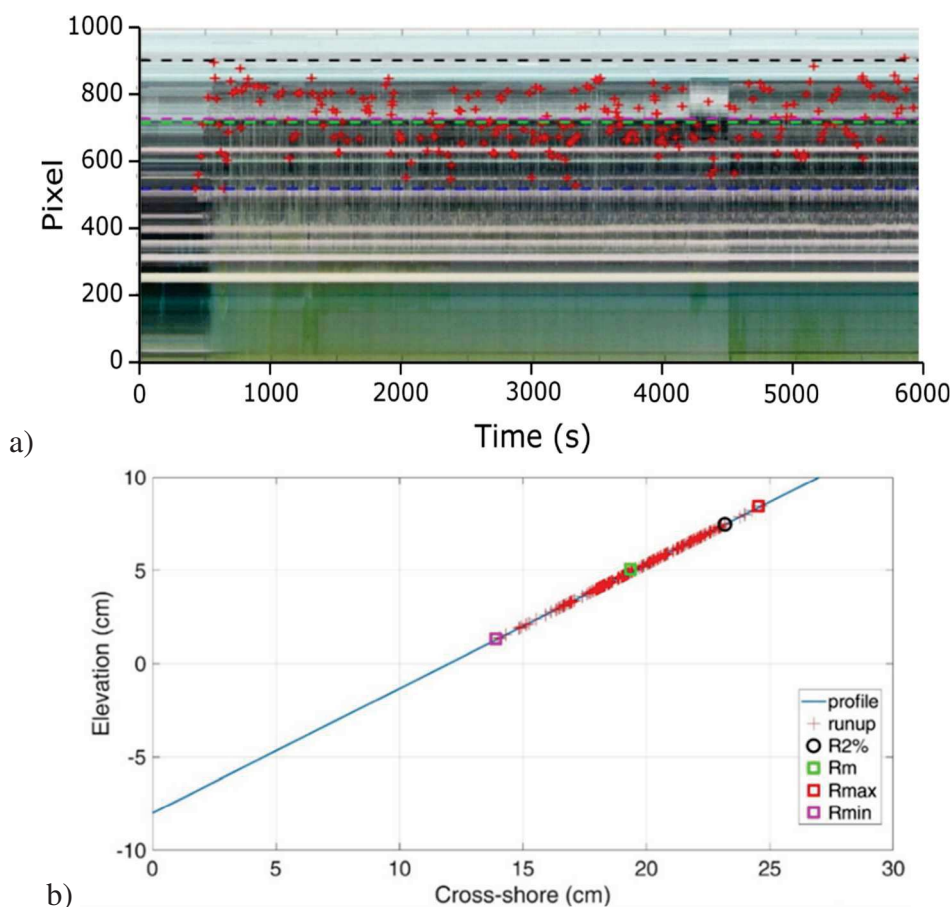 1000
800
600
400
200
0
Pixel
0 1000 2000 3000 4000 5000 6000
Time (s)
a)
10
5
0
-5
-10
Elevation (cm)
profile
runup
R2%
Rm
Rmax
Rmin
0 5 10 15 20 25 30
Cross-shore (cm)
b)